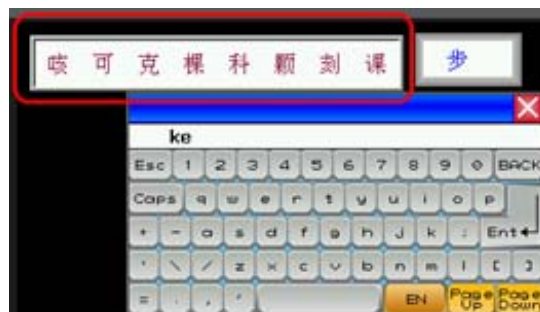 咳 可 克 棵 科 颗 刻 课 步
ke
Esc 1 2 3 4 5 6 7 8 9 0 BACK
Caps q w e r t y u i o p
+ - a s d f g h j k : Ent
' \ / z x c v b n m ! [ ]
= . , ' EN Page Up Page Down